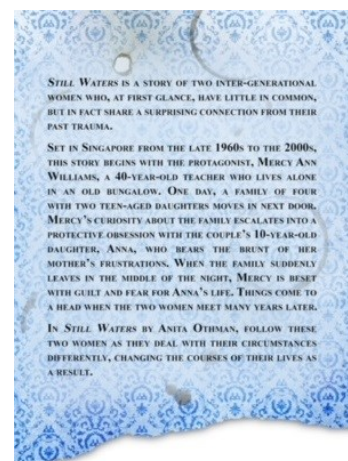 Still Waters is a story of two inter-generational
women who, at first glance, have little in common,
but in fact share a surprising connection from their
past trauma.
Set in Singapore from the late 1960s to the 2000s,
this story begins with the protagonist, Mercy Ann
Williams, a 40-year-old teacher who lives alone
in an old bungalow. One day, a family of four
with two teen-aged daughters moves in next door.
Mercy's curiosity about the family escalates into a
protective obsession with the couple's 10-year-old
daughter, Anna, who bears the brunt of her
mother's frustrations. When the family suddenly
leaves in the middle of the night, Mercy is beset
with guilt and fear for Anna's life. Things come to
a head when the two women meet many years later.
In Still Waters by Anita Othman, follow these
two women as they deal with their circumstances
differently, changing the courses of their lives as
a result.